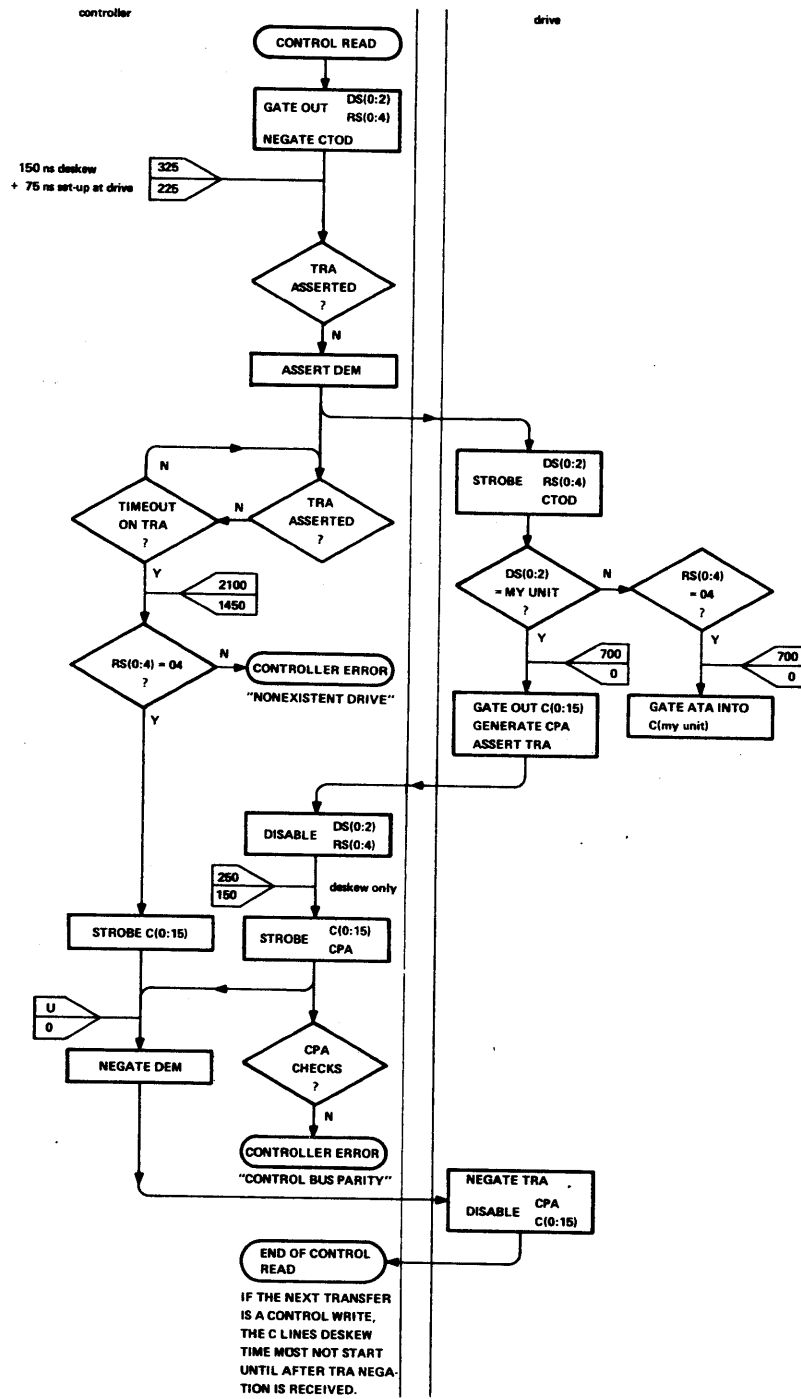 controller
drive
CONTROL READ
GATE OUT DS(0:2)
RS(0:4)
NEGATE CTOD
150 ns deskew
+ 75 ns set-up at drive
325
225
TRA
ASSERTED
?
N
ASSERT DEM
N
TIMEOUT
ON TRA
?
N
TRA
ASSERTED
?
STROBE DS(0:2)
RS(0:4)
CTOD
Y
2100
1450
DS(0:2)
= MY UNIT
?
N
RS(0:4)
= 04
?
Y
Y
RS(0:4) = 04
?
N
CONTROLLER ERROR
"NONEXISTENT DRIVE"
Y
700
0
700
0
GATE OUT C(0:15)
GENERATE CPA
ASSERT TRA
GATE ATA INTO
C(my unit)
DISABLE DS(0:2)
RS(0:4)
250
150
deskew only
STROBE C(0:15)
STROBE C(0:15)
CPA
U
0
NEGATE DEM
CPA
CHECKS
?
N
CONTROLLER ERROR
"CONTROL BUS PARITY"
NEGATE TRA
DISABLE CPA
C(0:15)
END OF CONTROL
READ
IF THE NEXT TRANSFER
IS A CONTROL WRITE,
THE C LINES DESKEW
TIME MOST NOT START
UNTIL AFTER TRA NEGA-
TION IS RECEIVED.